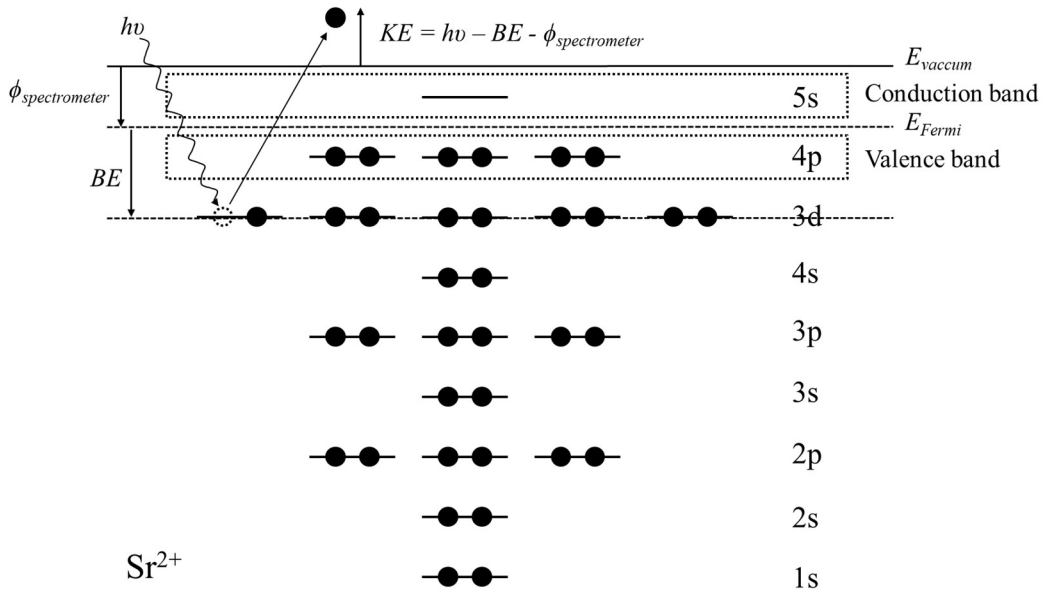 hυ
KE = hυ – BE - ϕspectrometer
Evaccum
ϕspectrometer
5s
Conduction band
EFermi
4p
Valence band
BE
3d
4s
3p
3s
2p
2s
Sr²⁺
1s